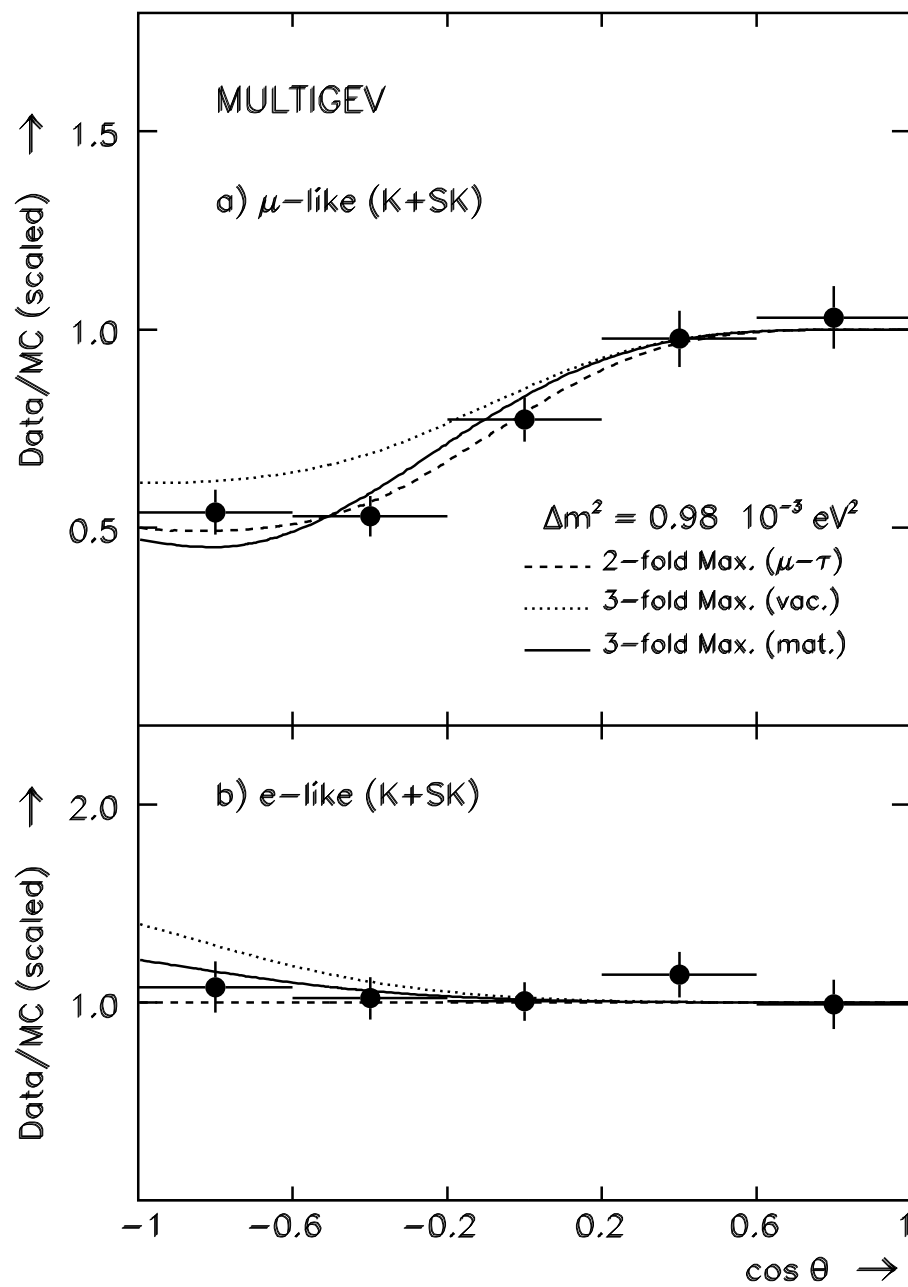 MULTIGEV
1.5
a) μ-like (K+SK)
Data/MC (scaled) →
1.0
0.5
Δm² = 0.98 10⁻³ eV²
2-fold Max. (μ-τ)
3-fold Max. (vac.)
3-fold Max. (mat.)
b) e-like (K+SK)
2.0
Data/MC (scaled) →
1.0
-1 -0.6 -0.2 0.2 0.6 1
cos θ →